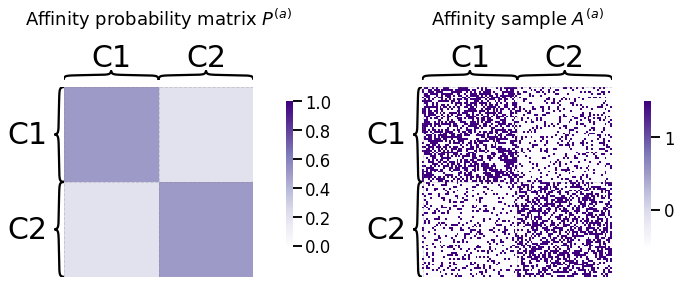 Affinity probability matrix P^(a)
C1 C2
C1
C2
1.0
0.8
0.6
0.4
0.2
0.0
Affinity sample A^(a)
C1 C2
C1
C2
1
0